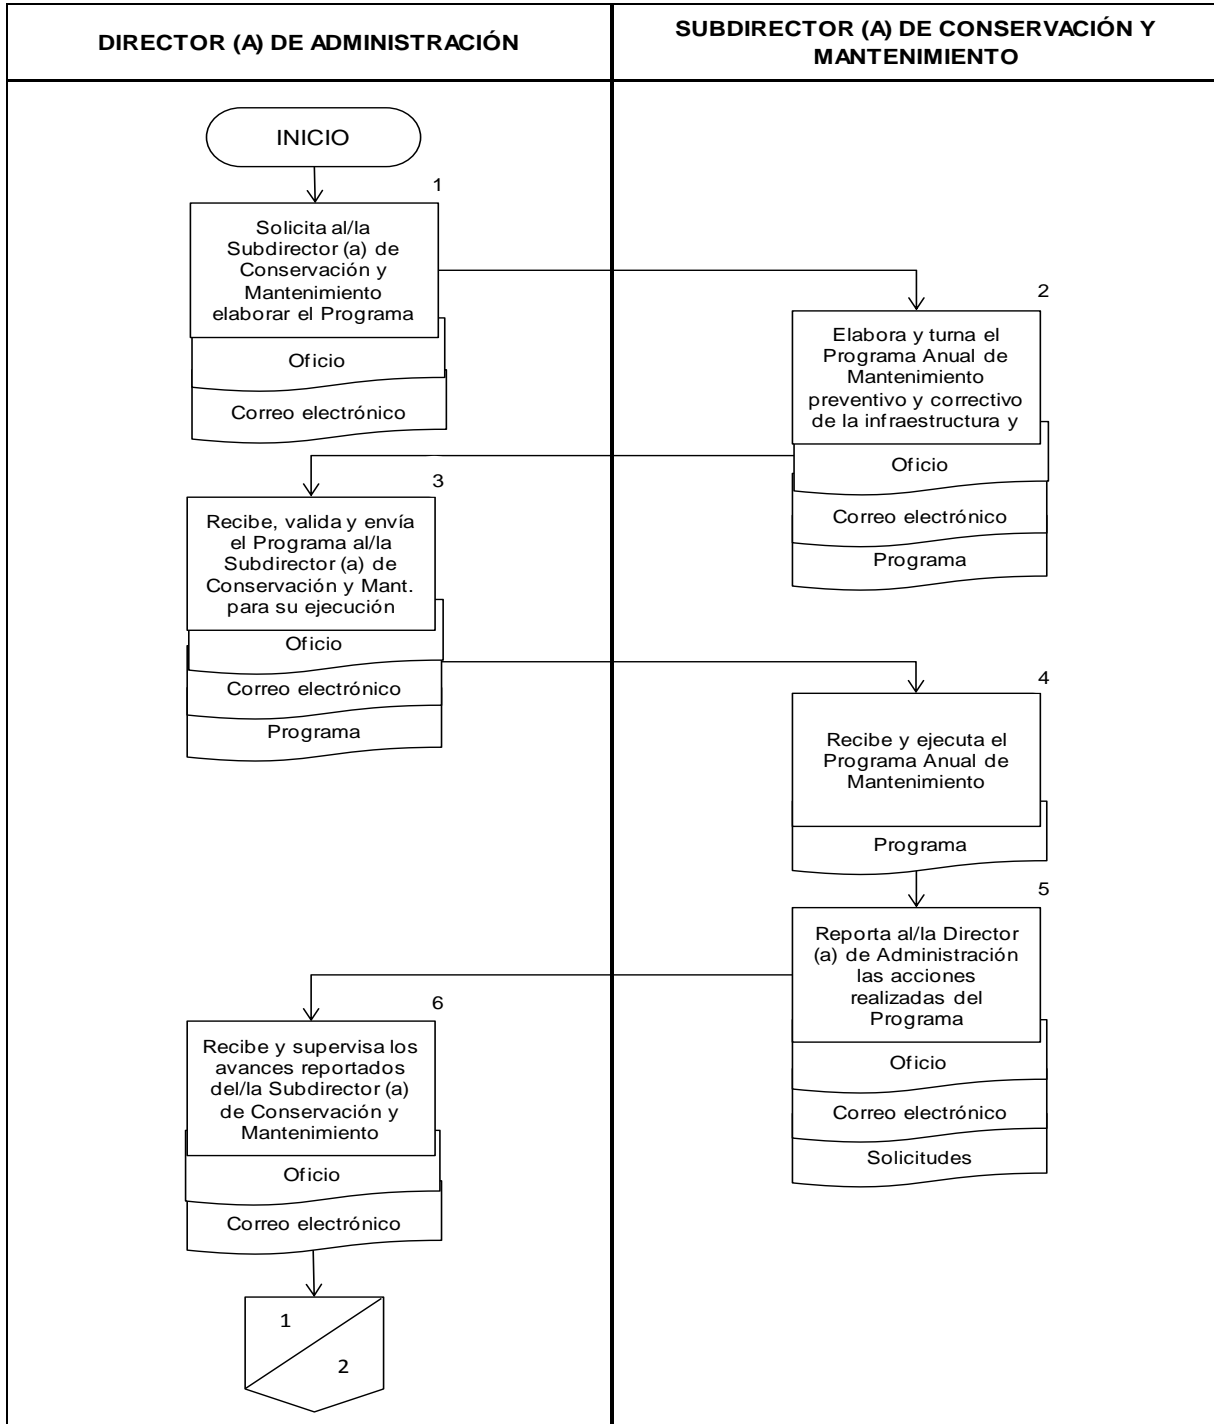 DIRECTOR (A) DE ADMINISTRACIÓN
SUBDIRECTOR (A) DE CONSERVACIÓN Y
MANTENIMIENTO
INICIO
1
Solicita al/la
Subdirector (a) de
Conservación y
Mantenimiento
elaborar el Programa
Oficio
Correo electrónico
2
Elabora y turna el
Programa Anual de
Mantenimiento
preventivo y correctivo
de la infraestructura y
Oficio
Correo electrónico
Programa
3
Recibe, valida y envía
el Programa al/la
Subdirector (a) de
Conservación y Mant.
para su ejecución
Oficio
Correo electrónico
Programa
4
Recibe y ejecuta el
Programa Anual de
Mantenimiento
Programa
5
Reporta al/la Director
(a) de Administración
las acciones
realizadas del
Programa
Oficio
Correo electrónico
Solicitudes
6
Recibe y supervisa los
avances reportados
del/la Subdirector (a)
de Conservación y
Mantenimiento
Oficio
Correo electrónico
1
2